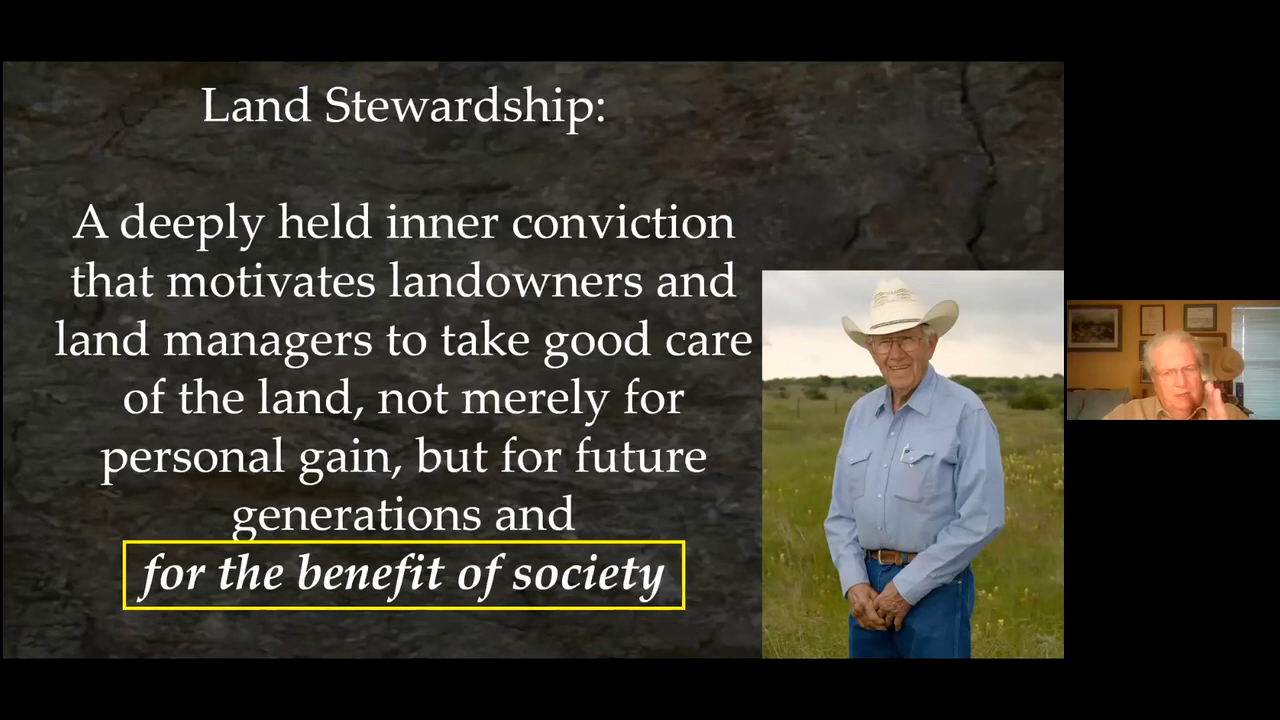 Land Stewardship:
A deeply held inner conviction
that motivates landowners and
land managers to take good care
of the land, not merely for
personal gain, but for future
generations and
for the benefit of society